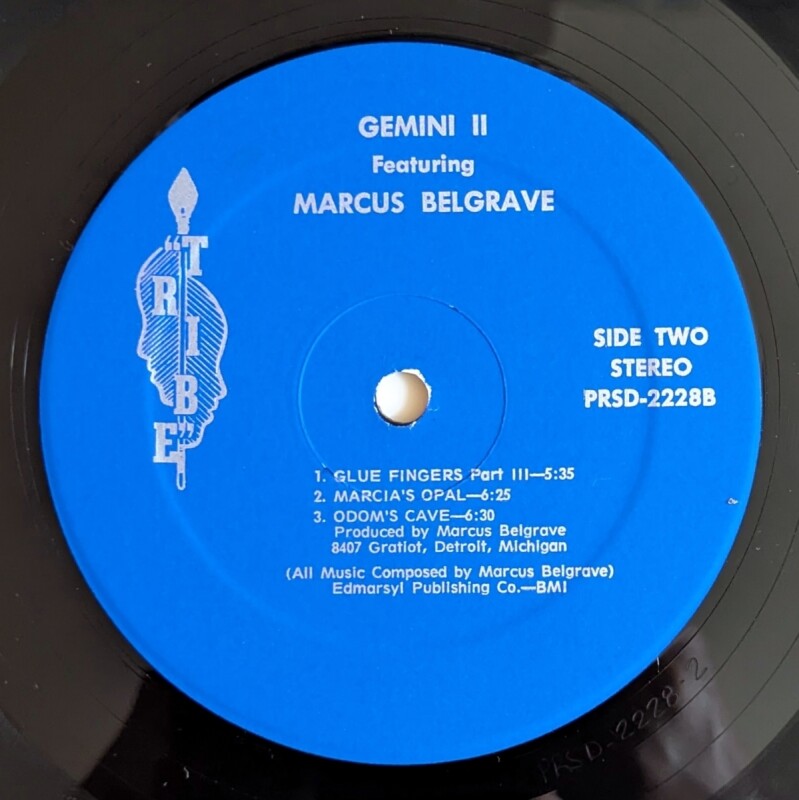 GEMINI II
Featuring
MARCUS BELGRAVE
"TRIBE"
SIDE TWO
STEREO
PRSD-2228B
1. GLUE FINGERS Part III—5:35
2. MARCIA'S OPAL—6:25
3. ODOM'S CAVE—6:30
Produced by Marcus Belgrave
8407 Gratiot, Detroit, Michigan
(All Music Composed by Marcus Belgrave)
Edmarsyl Publishing Co.—BMI
PRSD-2228-2